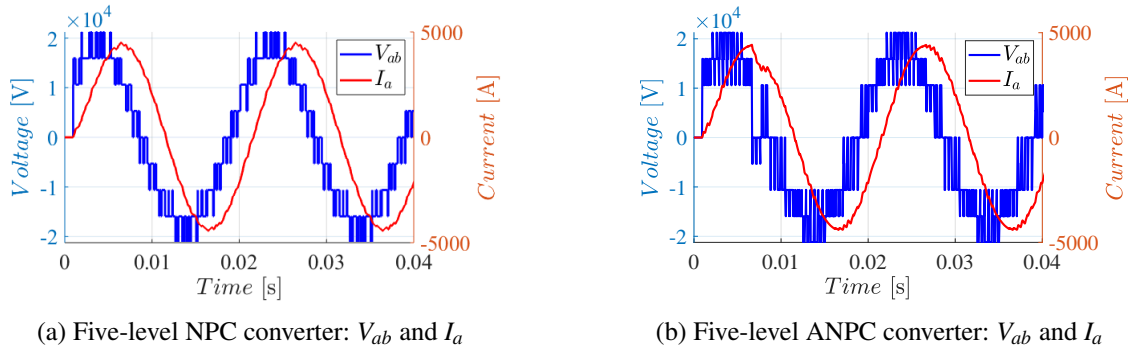 ×10⁴
2
1
0
-1
-2
Voltage [V]
5000
0
-5000
Current [A]
V_ab
I_a
0
0.01
0.02
0.03
0.04
Time [s]
(a) Five-level NPC converter: V_ab and I_a
×10⁴
2
1
0
-1
-2
Voltage [V]
5000
0
-5000
Current [A]
V_ab
I_a
0
0.01
0.02
0.03
0.04
Time [s]
(b) Five-level ANPC converter: V_ab and I_a